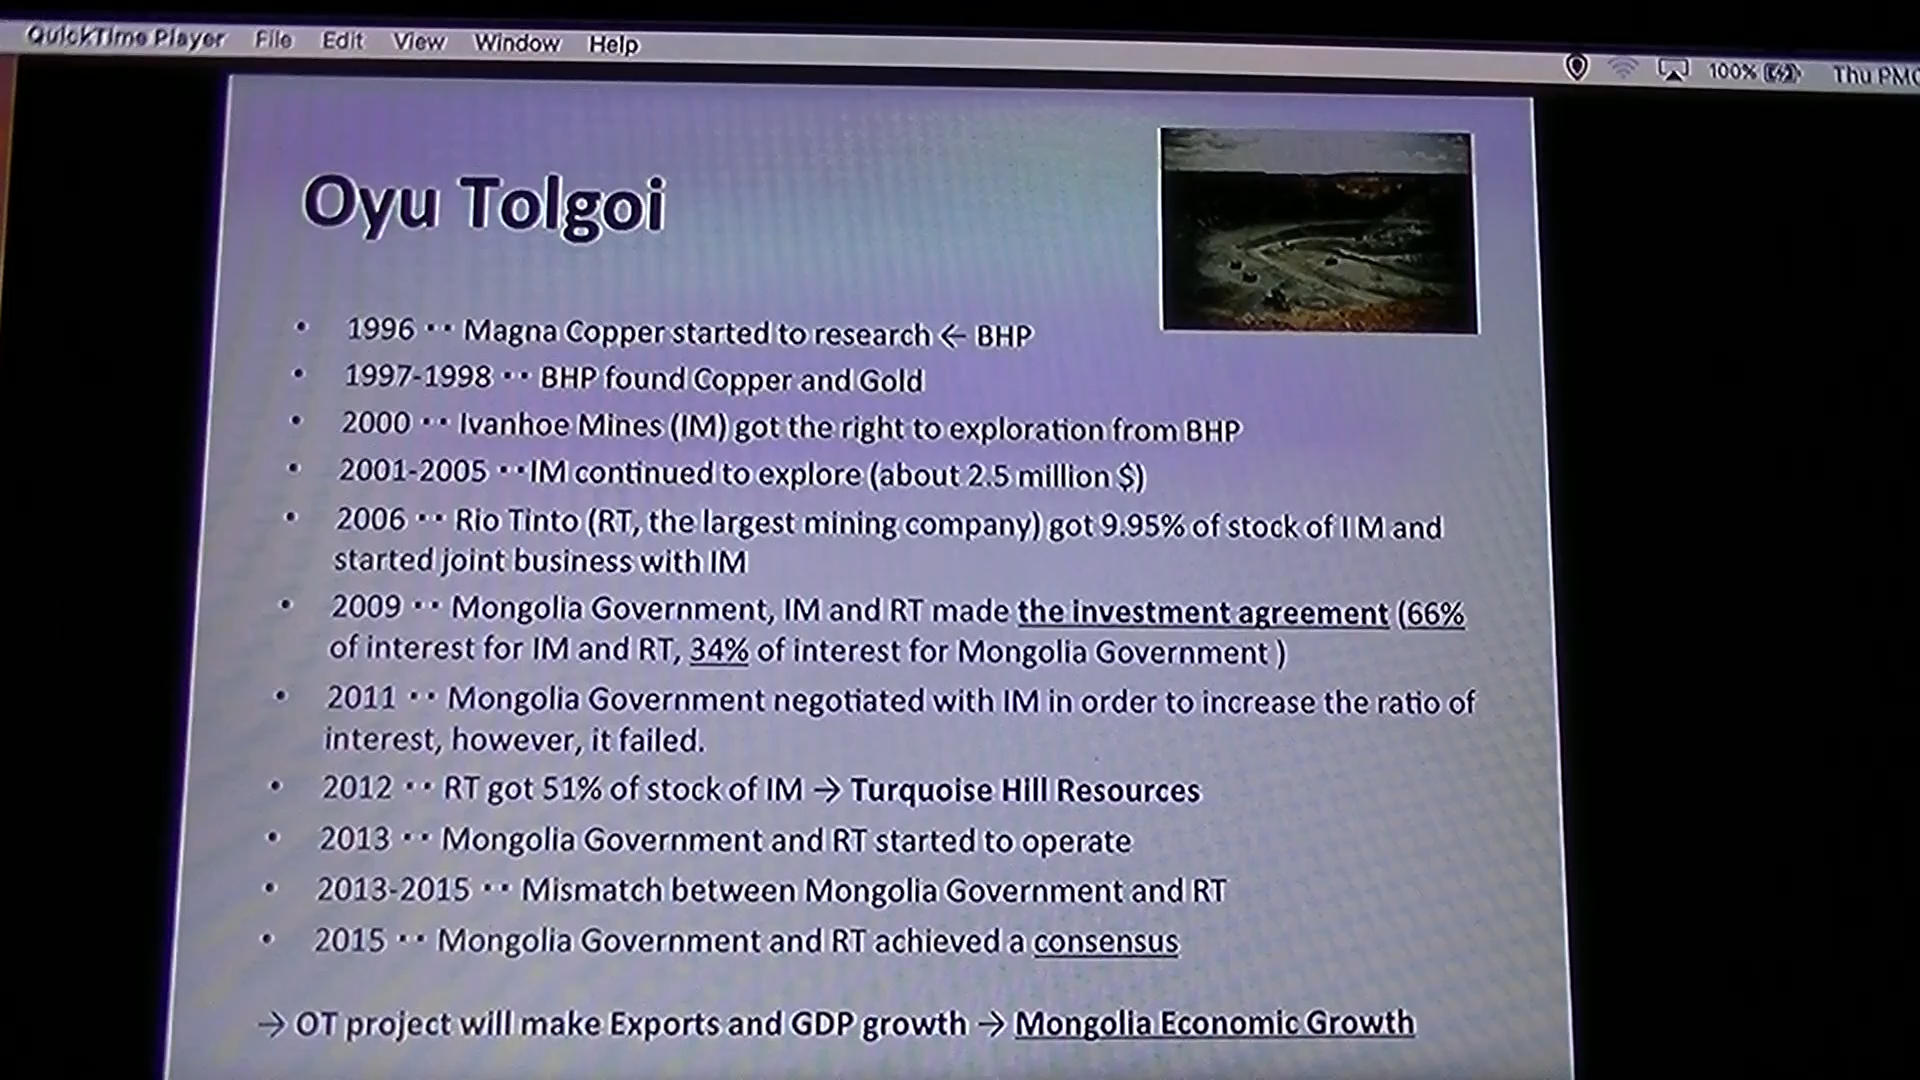 QuickTime Player File Edit View Window Help
100% Thu PM
Oyu Tolgoi
• 1996 ・・ Magna Copper started to research ← BHP
• 1997-1998 ・・ BHP found Copper and Gold
• 2000 ・・ Ivanhoe Mines (IM) got the right to exploration from BHP
• 2001-2005 ・・IM continued to explore (about 2.5 million $)
• 2006 ・・ Rio Tinto (RT, the largest mining company) got 9.95% of stock of I M and
started joint business with IM
• 2009 ・・ Mongolia Government, IM and RT made the investment agreement (66%
of interest for IM and RT, 34% of interest for Mongolia Government )
• 2011 ・・ Mongolia Government negotiated with IM in order to increase the ratio of
interest, however, it failed.
• 2012 ・・ RT got 51% of stock of IM → Turquoise Hill Resources
• 2013 ・・ Mongolia Government and RT started to operate
• 2013-2015 ・・ Mismatch between Mongolia Government and RT
• 2015 ・・ Mongolia Government and RT achieved a consensus
→ OT project will make Exports and GDP growth → Mongolia Economic Growth